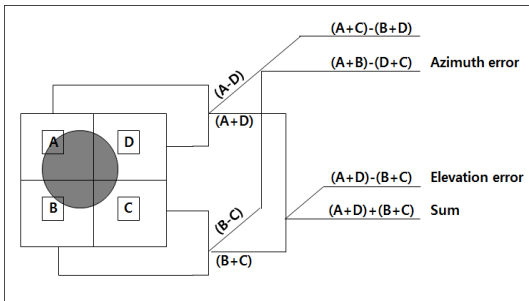 (A+C)-(B+D)
(A+B)-(D+C) Azimuth error
(A-D)
(A+D)
A D
B C
(A+D)-(B+C) Elevation error
(A+D)+(B+C) Sum
(B-C)
(B+C)